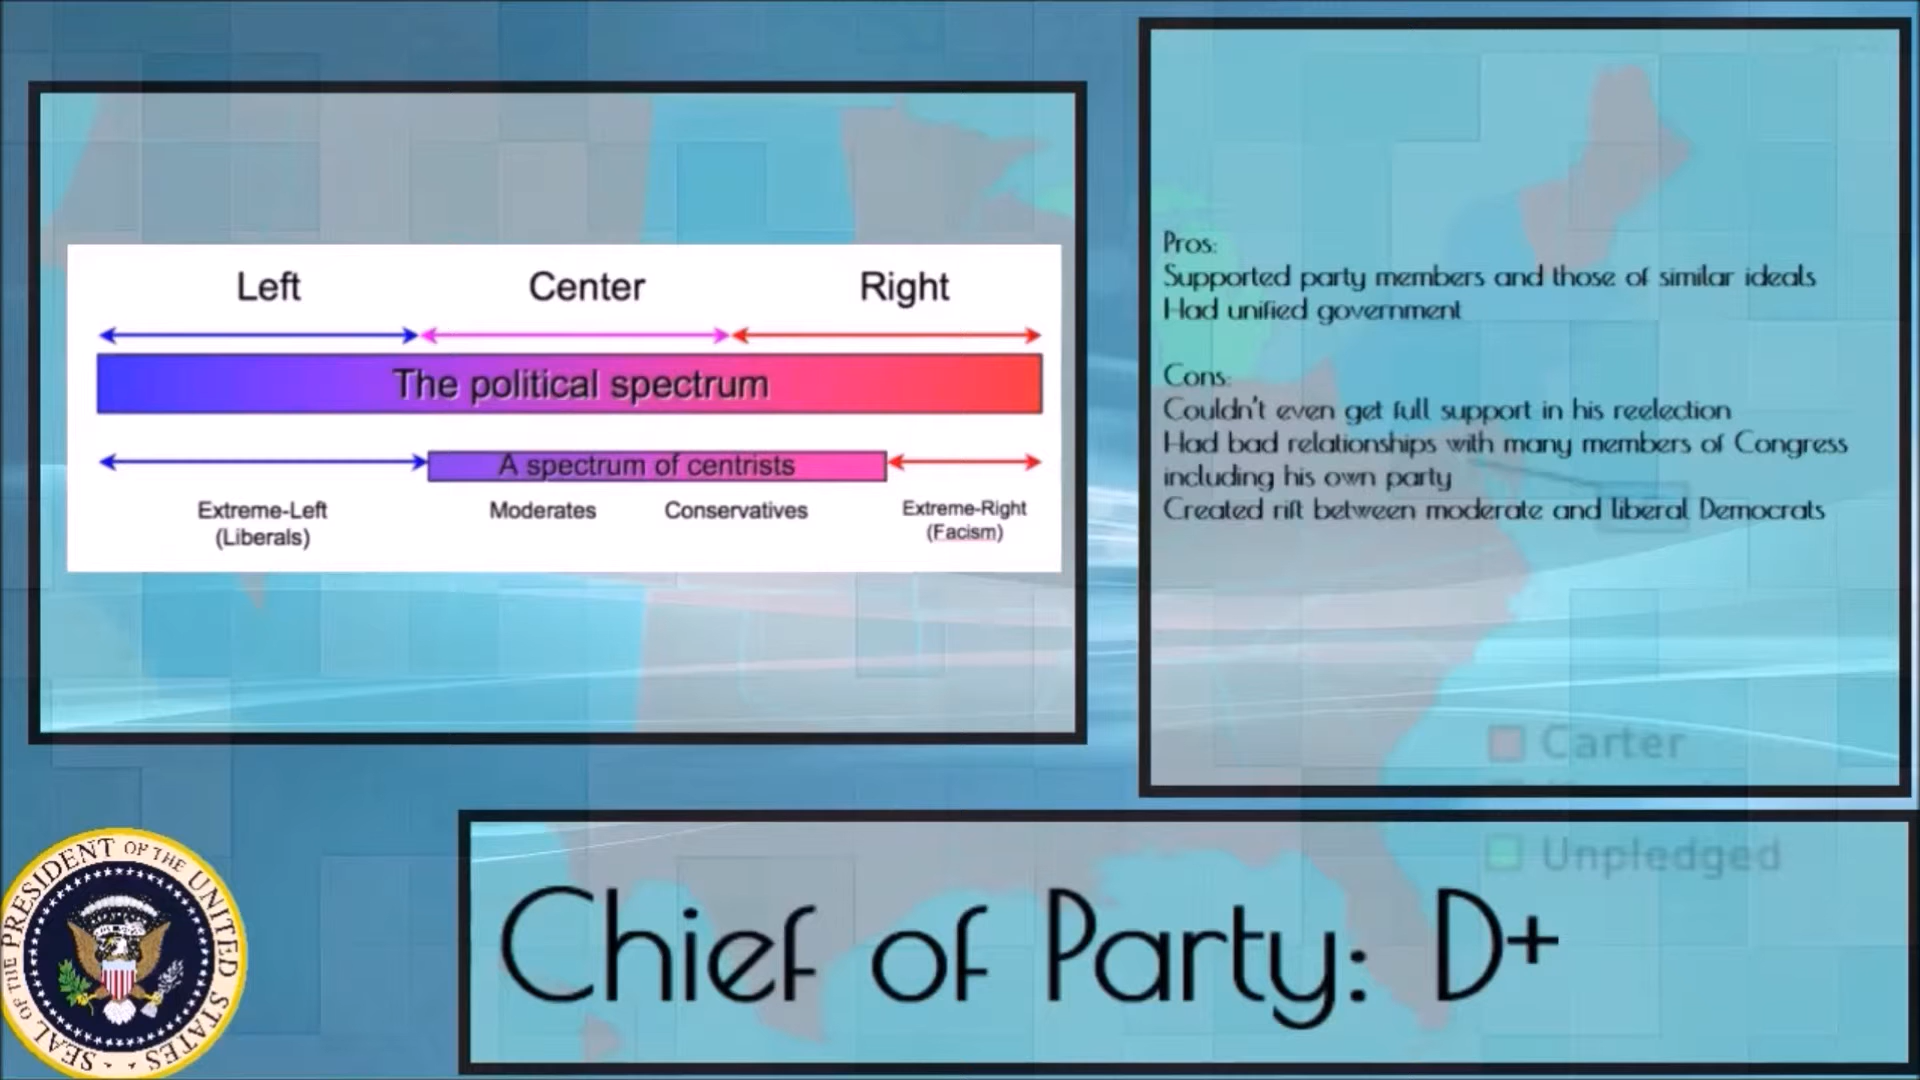 Left Center Right
The political spectrum
A spectrum of centrists
Extreme-Left
(Liberals)
Moderates
Conservatives
Extreme-Right
(Facism)
Pros:
Supported party members and those of similar ideals
Had unified government
Cons:
Couldn't even get full support in his reelection
Had bad relationships with many members of Congress
including his own party
Created rift between moderate and liberal Democrats
Carter
Unpledged
SEAL OF THE PRESIDENT OF THE UNITED STATES
Chief of Party: D+